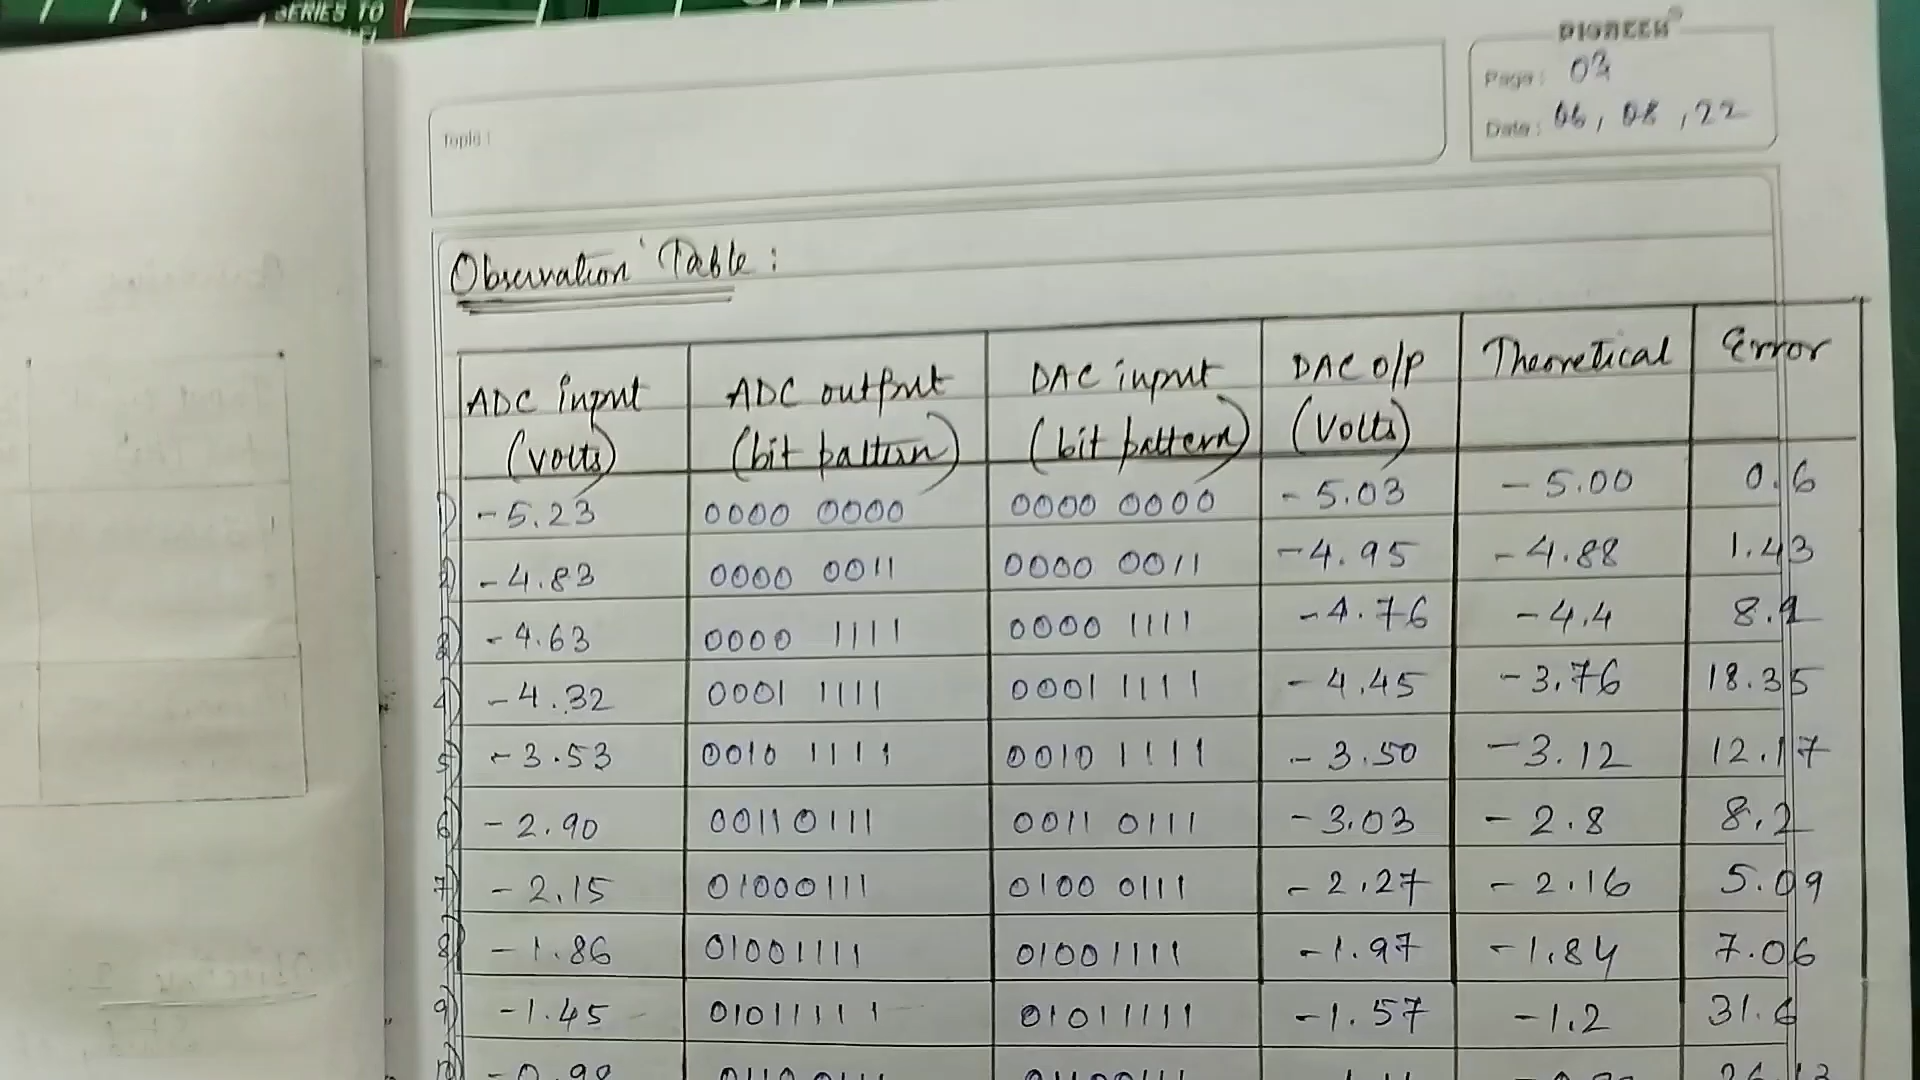 SERIES TO
PIONEER
Page: 03
Topic:
Date: 06, 08, 22
Observation Table:
ADC input (volts) ADC output (bit pattern) DAC input (bit pattern) DAC o/p (Volts) Theoretical Error
1) -5.23 0000 0000 0000 0000 -5.03 -5.00 0.6
2) -4.83 0000 0011 0000 0011 -4.95 -4.88 1.43
3) -4.63 0000 1111 0000 1111 -4.76 -4.4 8.1
4) -4.32 0001 1111 0001 1111 -4.45 -3.76 18.35
5) -3.53 0010 1111 0010 1111 -3.50 -3.12 12.17
6) -2.90 00110111 0011 0111 -3.03 -2.8 8.2
7) -2.15 01000111 0100 0111 -2.27 -2.16 5.09
8) -1.86 01001111 01001111 -1.97 -1.84 7.06
9) -1.45 01011111 01011111 -1.57 -1.2 31.6
10) -0.90